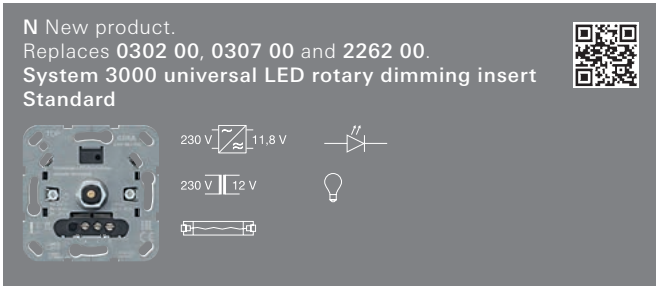 N New product.
Replaces 0302 00, 0307 00 and 2262 00.
System 3000 universal LED rotary dimming insert
Standard
TOP
230 V 11,8 V
230 V 12 V